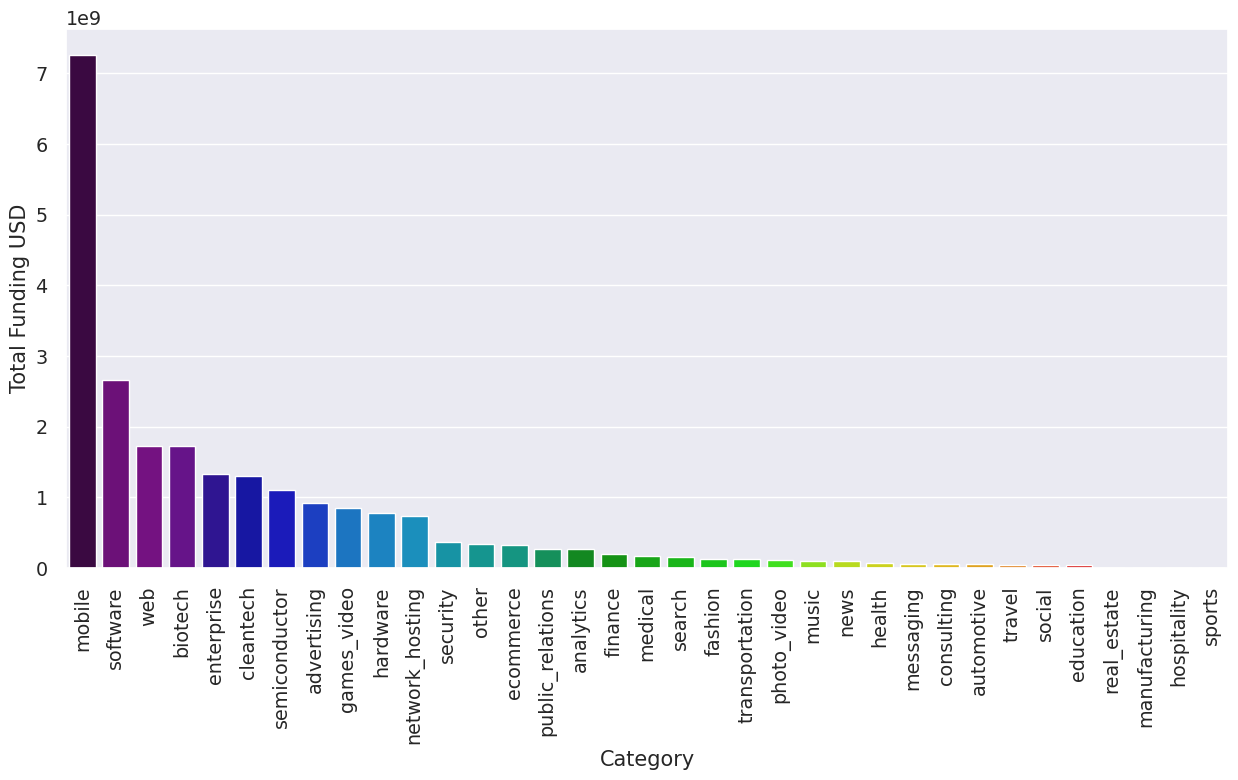 1e9
Total Funding USD
7
6
5
4
3
2
1
0
mobile
software
web
biotech
enterprise
cleantech
semiconductor
advertising
games_video
hardware
network_hosting
security
other
ecommerce
public_relations
analytics
finance
medical
search
fashion
transportation
photo_video
music
news
health
messaging
consulting
automotive
travel
social
education
real_estate
manufacturing
hospitality
sports
Category